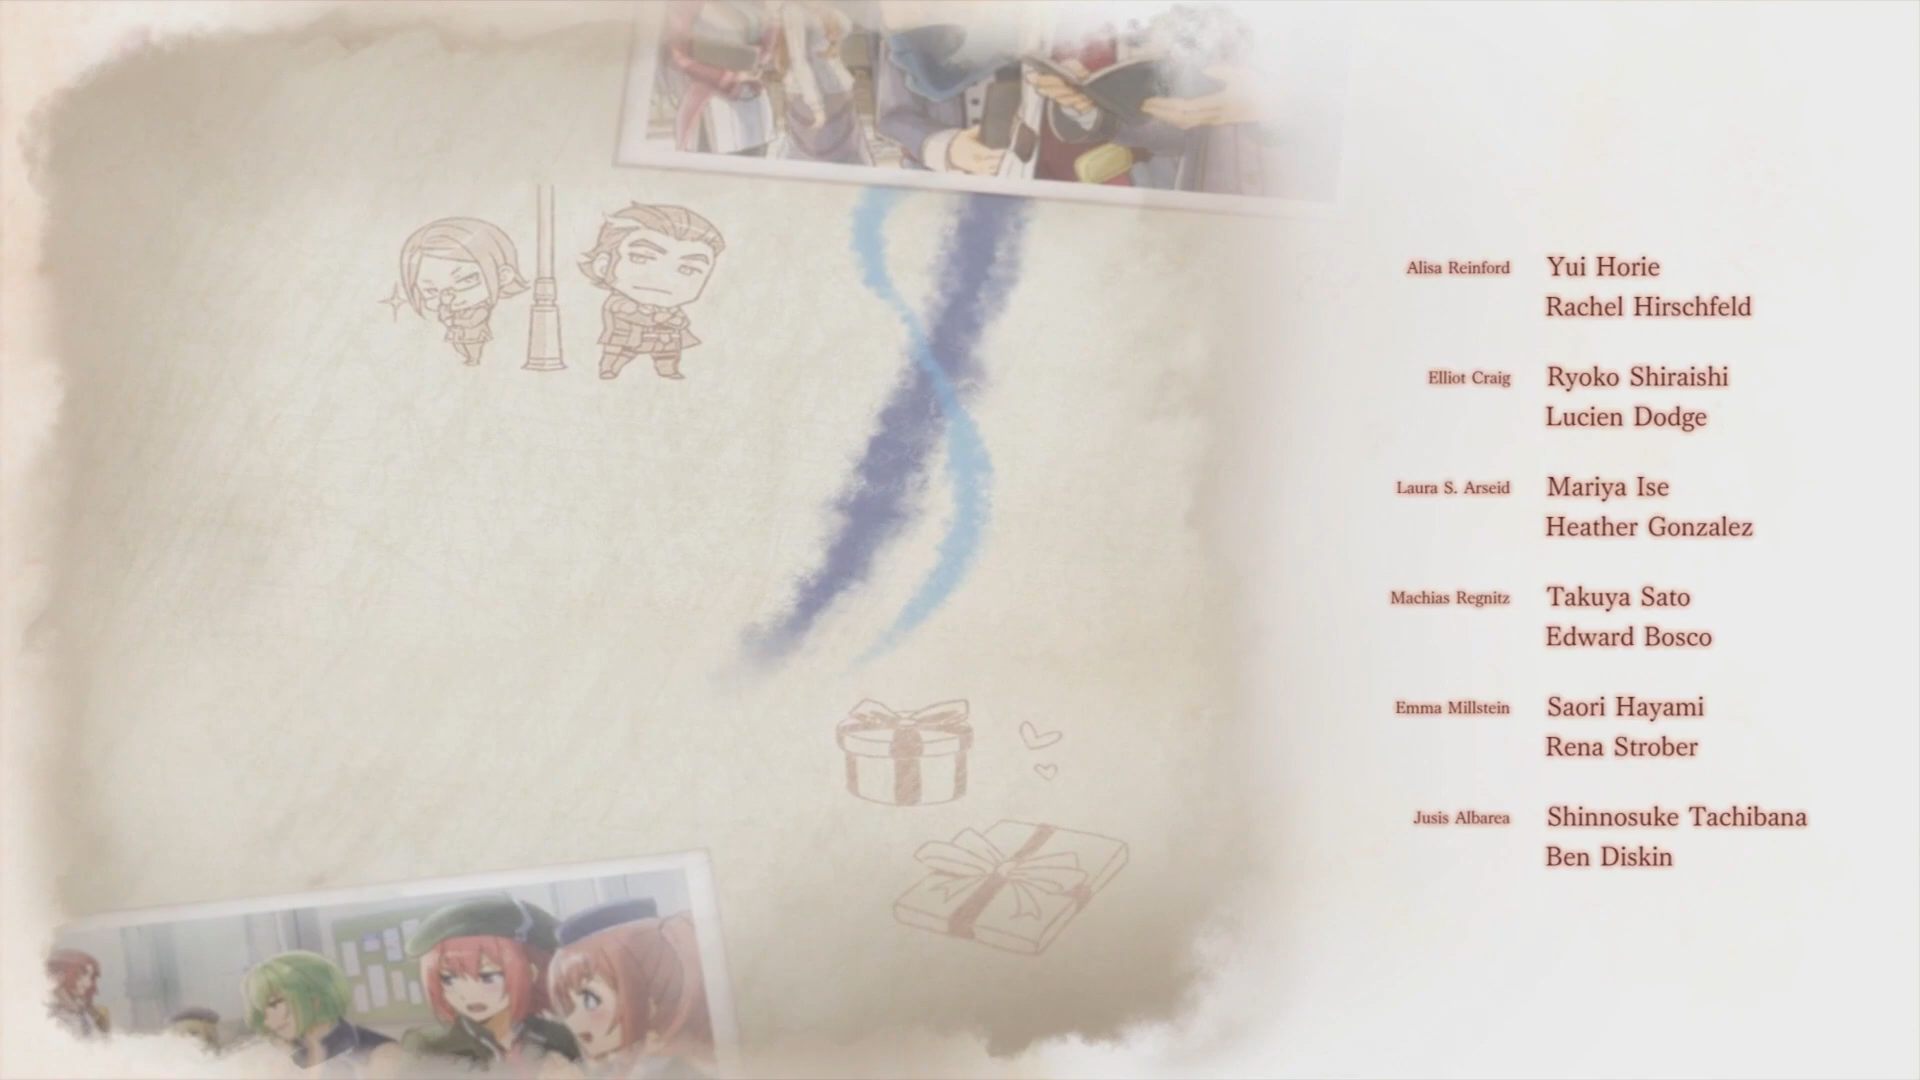 Alisa Reinford Yui Horie
Rachel Hirschfeld
Elliot Craig Ryoko Shiraishi
Lucien Dodge
Laura S. Arseid Mariya Ise
Heather Gonzalez
Machias Regnitz Takuya Sato
Edward Bosco
Emma Millstein Saori Hayami
Rena Strober
Jusis Albarea Shinnosuke Tachibana
Ben Diskin